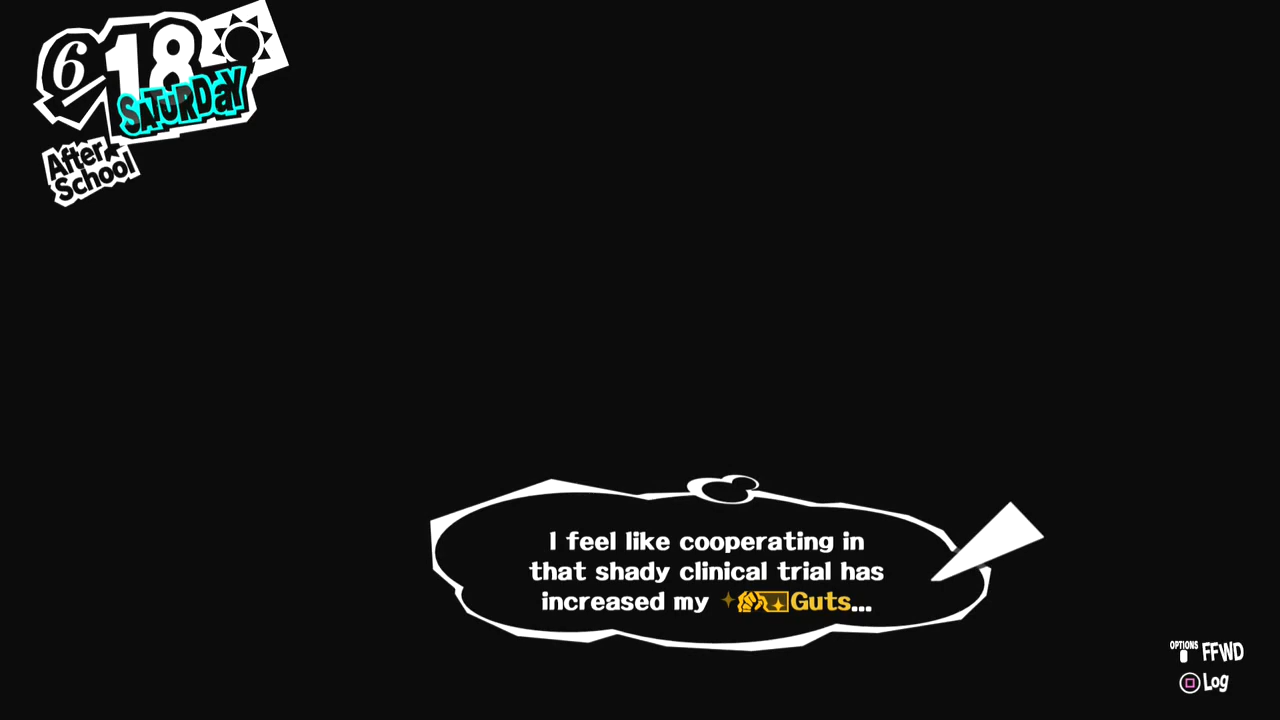 6 18
SATURDAY
After
School
I feel like cooperating in
that shady clinical trial has
increased my Guts...
OPTIONS FFWD
Log